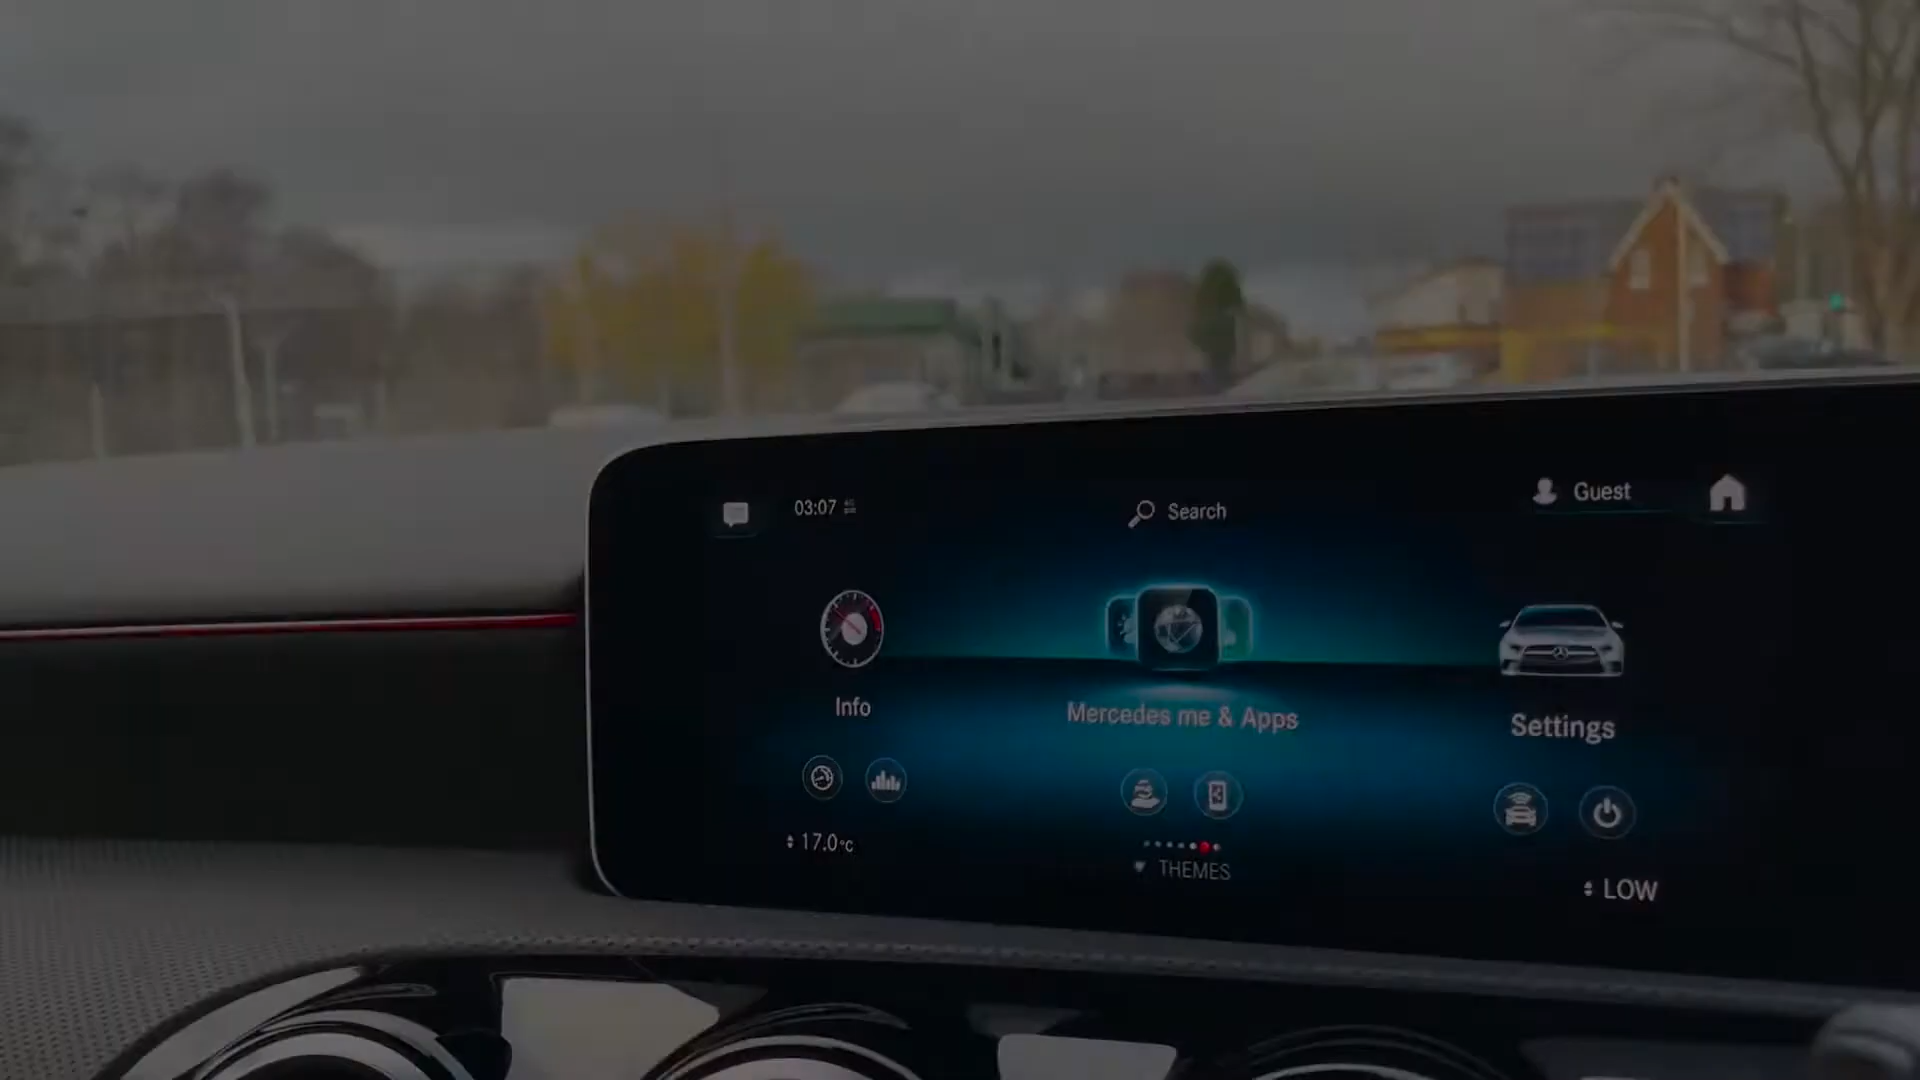 03:07
Search
Guest
Info
Mercedes me & Apps
Settings
17.0°C
THEMES
LOW